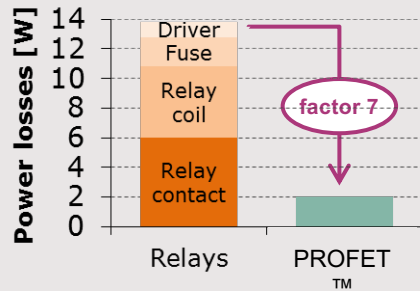 Power losses [W]
14
12
10
8
6
4
2
0
Driver
Fuse
Relay
coil
Relay
contact
factor 7
Relays
PROFET
TM